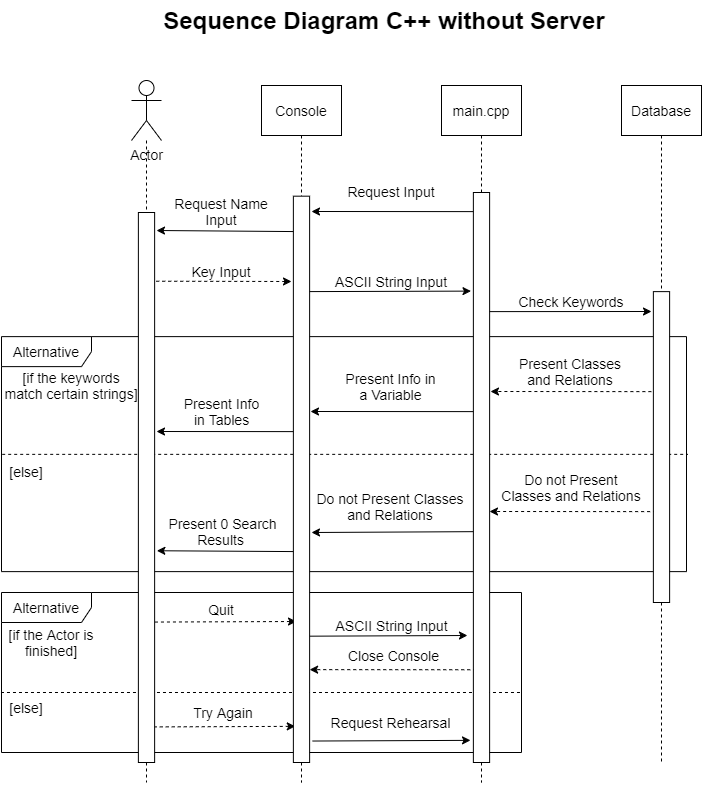 Sequence Diagram C++ without Server
Actor
Console
main.cpp
Database
Request Input
Request Name
Input
Key Input
ASCII String Input
Check Keywords
Alternative
[if the keywords
match certain strings]
Present Classes
and Relations
Present Info in
a Variable
Present Info
in Tables
[else]
Do not Present
Classes and Relations
Do not Present Classes
and Relations
Present 0 Search
Results
Alternative
[if the Actor is
finished]
Quit
ASCII String Input
Close Console
[else]
Try Again
Request Rehearsal